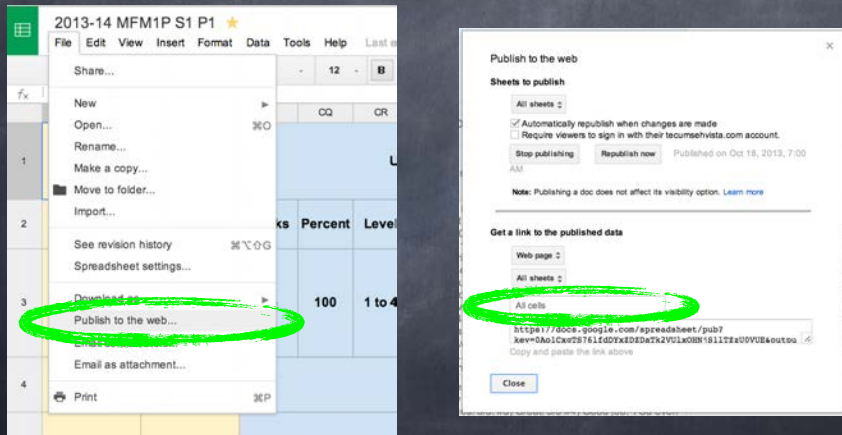 2013-14 MFM1P S1 P1
File Edit View Insert Format Data Tools Help Last e
Share...
12 B
fx
New
CQ CR
Open... ⌘O
Rename...
1
Make a copy...
Move to folder...
Import...
2
ks Percent Leve
See revision history ⌘⌥⇧G
Spreadsheet settings...
3
Download as
100 1 to 4
Publish to the web...
Email as attachment...
4
Print ⌘P
Publish to the web
Sheets to publish
All sheets
Automatically republish when changes are made
Require viewers to sign in with their tecumsehvista.com account.
Stop publishing Republish now Published on Oct 18, 2013, 7:00
AM
Note: Publishing a doc does not affect its visibility option. Learn more
Get a link to the published data
Web page
All sheets
All cells
https://docs.google.com/spreadsheet/pub?
Copy and paste the link above
Close